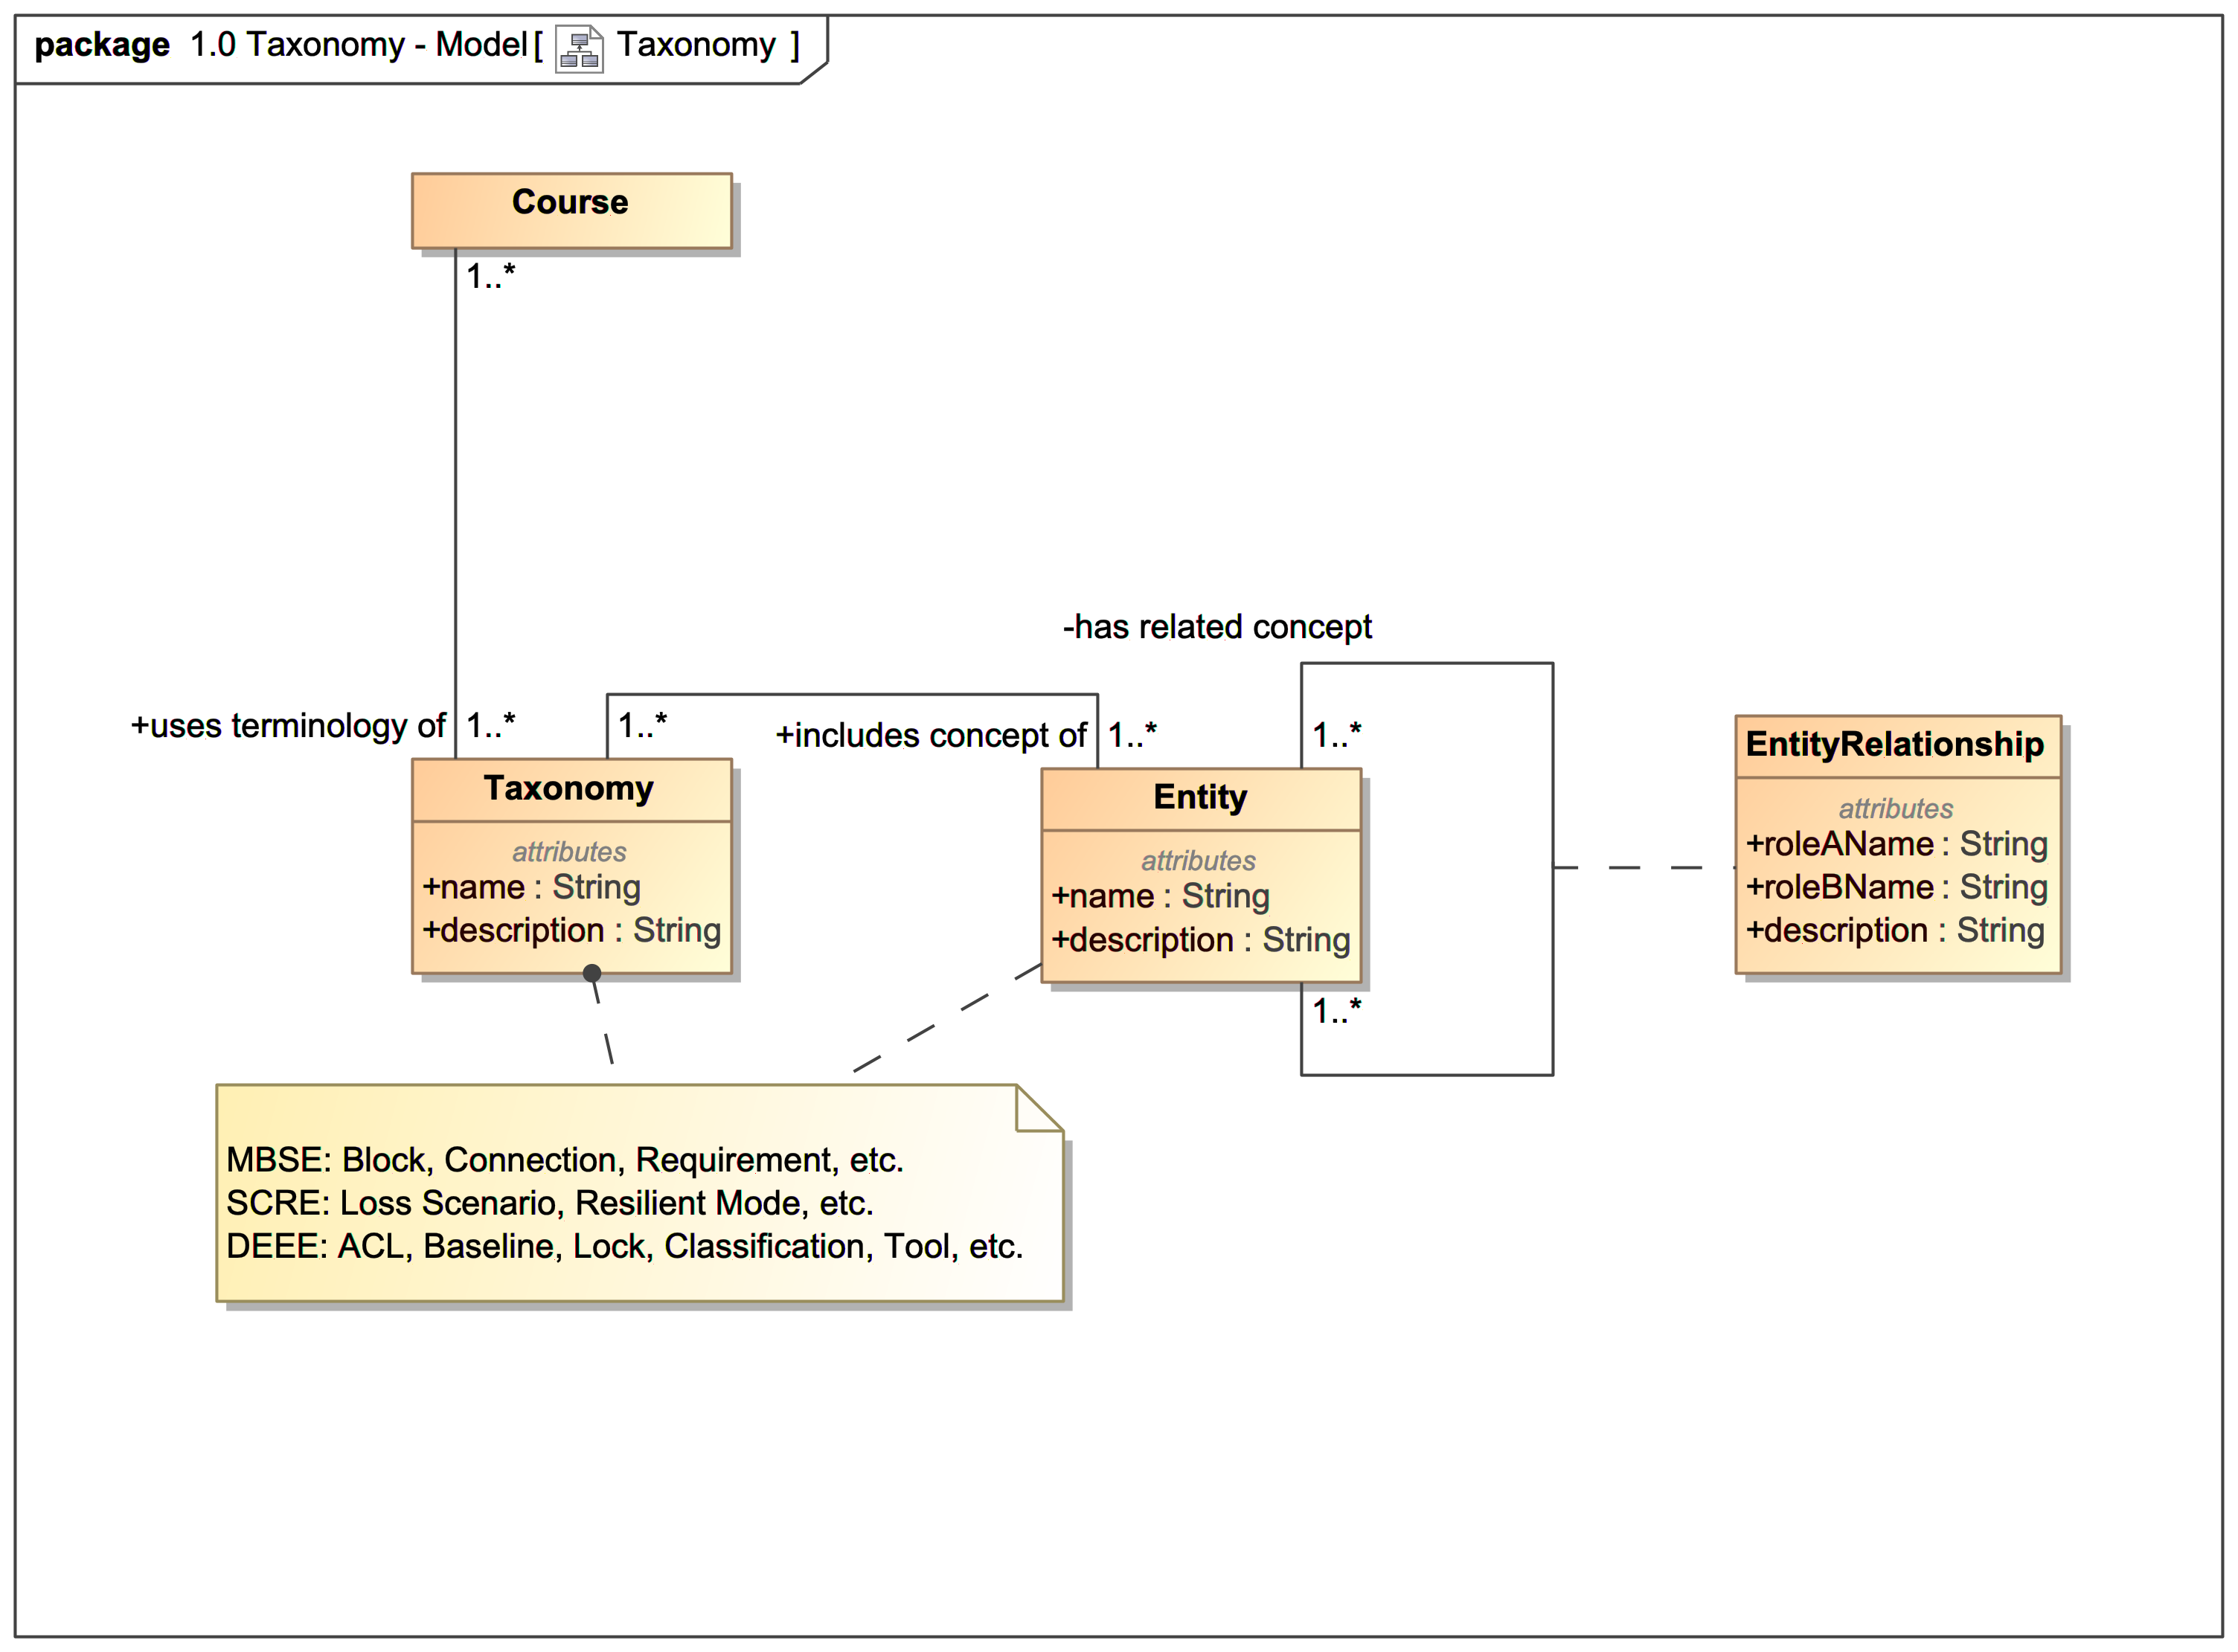 package 1.0 Taxonomy - Model [ Taxonomy ]
Course
1..*
-has related concept
+uses terminology of 1..*
1..*
+includes concept of 1..*
1..*
Taxonomy
attributes
+name : String
+description : String
Entity
attributes
+name : String
+description : String
1..*
EntityRelationship
attributes
+roleAName : String
+roleBName : String
+description : String
MBSE: Block, Connection, Requirement, etc.
SCRE: Loss Scenario, Resilient Mode, etc.
DEEE: ACL, Baseline, Lock, Classification, Tool, etc.